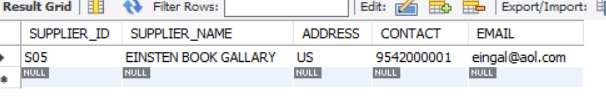 Result Grid Filter Rows: Edit: Export/Import:
SUPPLIER_ID SUPPLIER_NAME ADDRESS CONTACT EMAIL
S05 EINSTEN BOOK GALLARY US 9542000001 eingal@aol.com
NULL NULL NULL NULL NULL